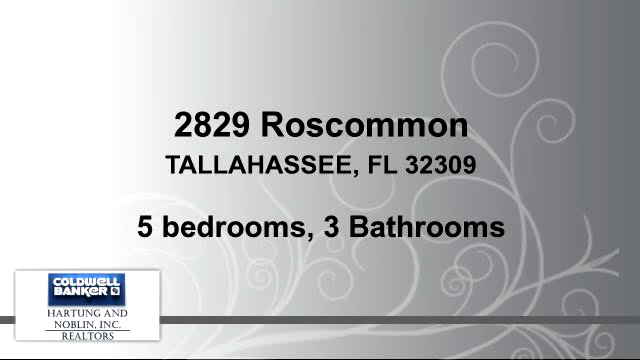 2829 Roscommon
TALLAHASSEE, FL 32309
5 bedrooms, 3 Bathrooms
COLDWELL
BANKER
HARTUNG AND
NOBLIN, INC.
REALTORS